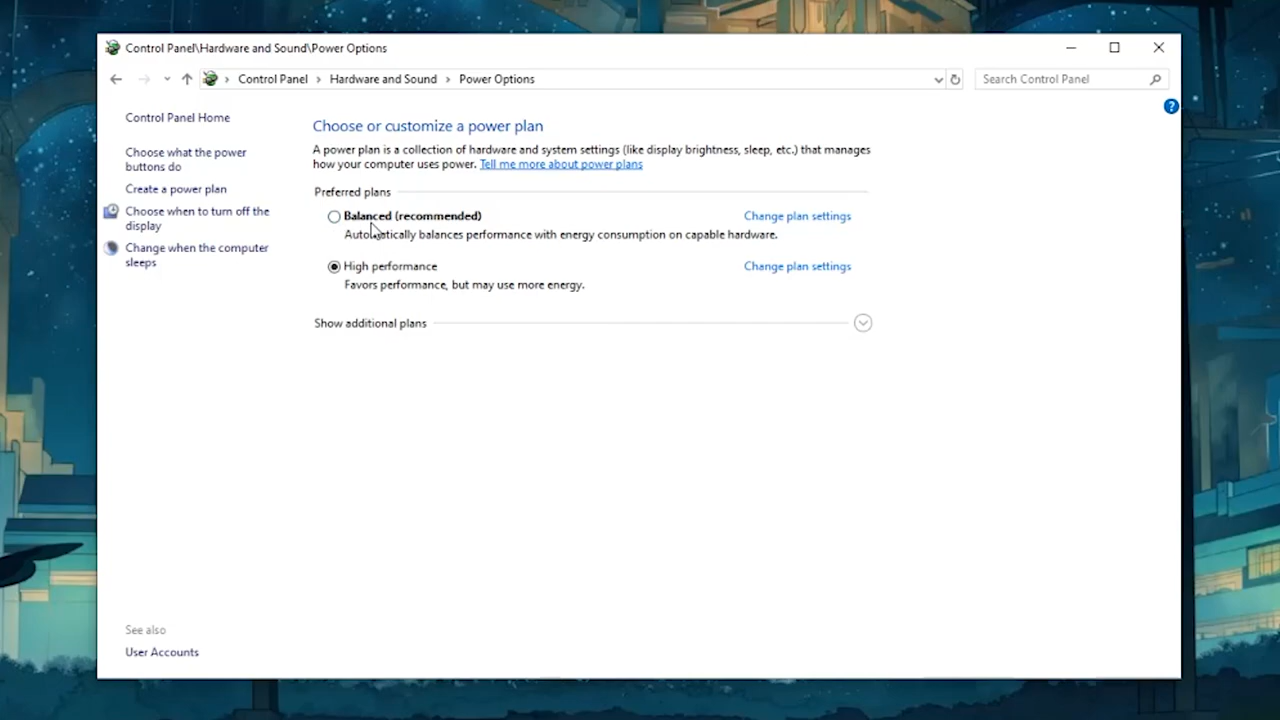 Control Panel\Hardware and Sound\Power Options
Control Panel
Hardware and Sound
Power Options
Search Control Panel
?
Control Panel Home
Choose what the power
buttons do
Create a power plan
Choose when to turn off the
display
Change when the computer
sleeps
Choose or customize a power plan
A power plan is a collection of hardware and system settings (like display brightness, sleep, etc.) that manages
how your computer uses power. Tell me more about power plans
Preferred plans
Balanced (recommended)
Change plan settings
Automatically balances performance with energy consumption on capable hardware.
High performance
Change plan settings
Favors performance, but may use more energy.
Show additional plans
See also
User Accounts